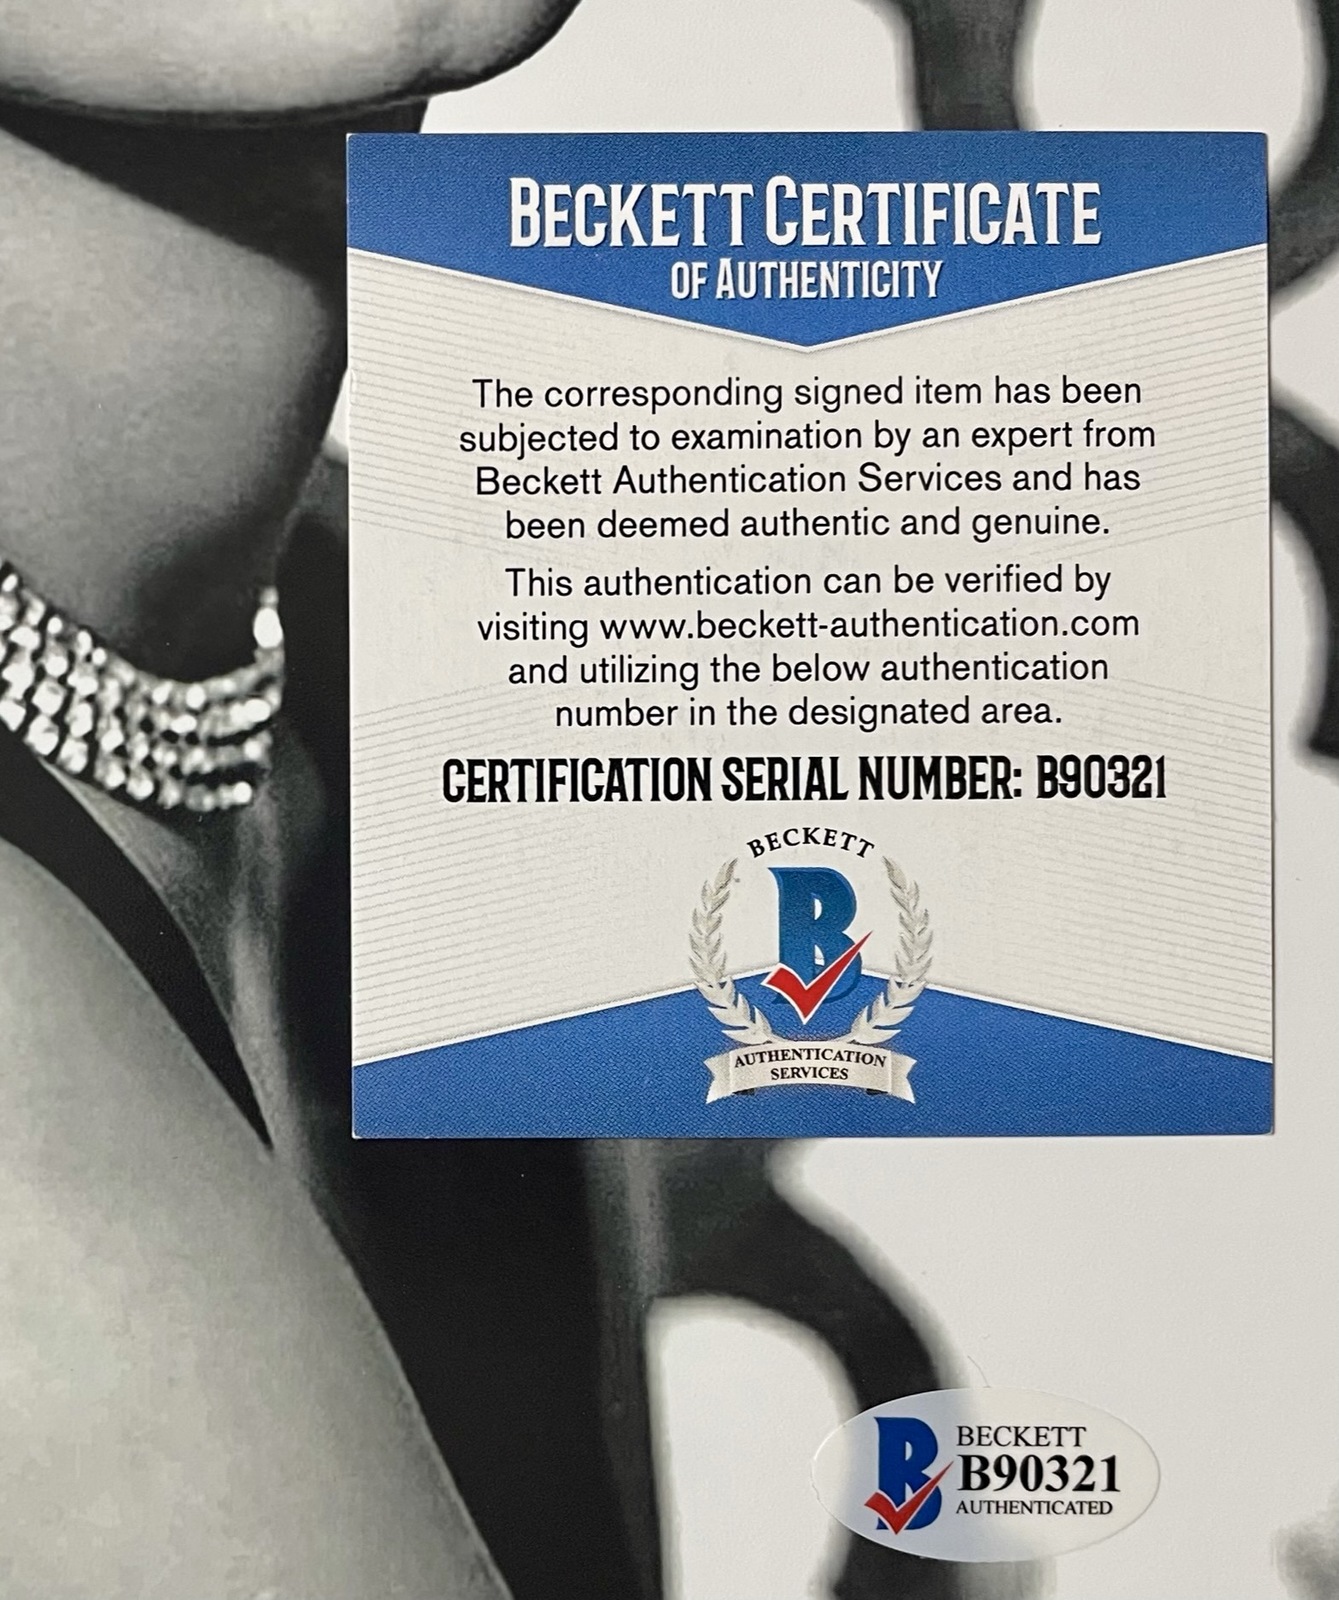 BECKETT CERTIFICATE
OF AUTHENTICITY
The corresponding signed item has been
subjected to examination by an expert from
Beckett Authentication Services and has
been deemed authentic and genuine.
This authentication can be verified by
visiting www.beckett-authentication.com
and utilizing the below authentication
number in the designated area.
CERTIFICATION SERIAL NUMBER: B90321
BECKETT
B
AUTHENTICATION
SERVICES
B
BECKETT
B90321
AUTHENTICATED